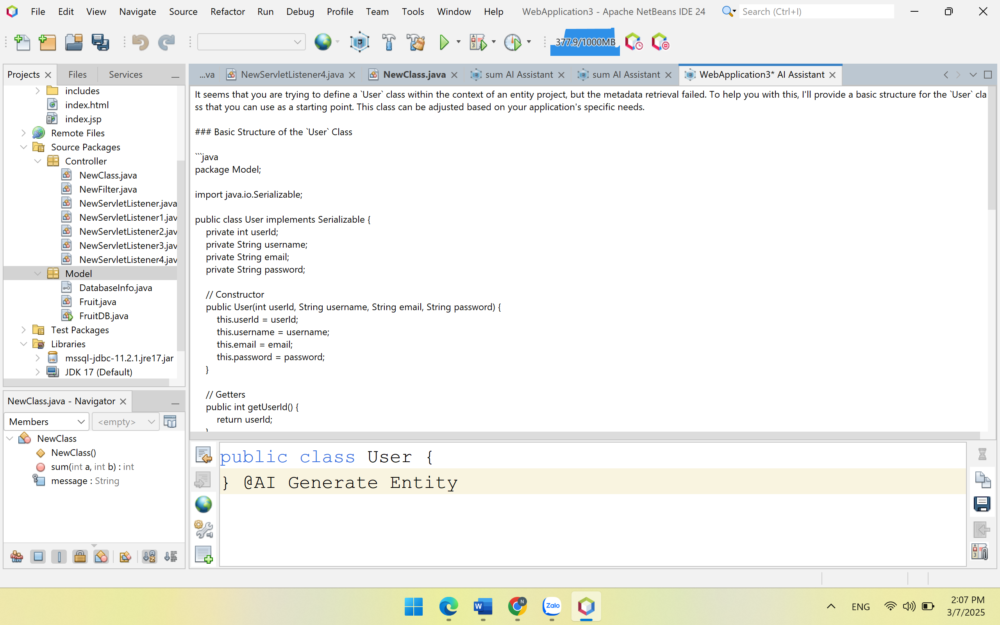 File Edit View Navigate Source Refactor Run Debug Profile Team Tools Window Help WebApplication3 - Apache NetBeans IDE 24 Search (Ctrl+I)
377.9/1000MB
Projects Files Services
includes
index.html
index.jsp
Remote Files
Source Packages
Controller
NewClass.java
NewFilter.java
NewServletListener.java
NewServletListener1.jav
NewServletListener2.jav
NewServletListener3.jav
NewServletListener4.jav
Model
DatabaseInfo.java
Fruit.java
FruitDB.java
Test Packages
Libraries
mssql-jdbc-11.2.1.jre17.jar
JDK 17 (Default)
NewClass.java - Navigator
Members <empty>
NewClass
NewClass()
sum(int a, int b) : int
message : String
...va NewServletListener4.java NewClass.java sum AI Assistant sum AI Assistant WebApplication3* AI Assistant
It seems that you are trying to define a `User` class within the context of an entity project, but the metadata retrieval failed. To help you with this, I'll provide a basic structure for the `User` cla
ss that you can use as a starting point. This class can be adjusted based on your application's specific needs.
### Basic Structure of the `User` Class
```java
package Model;
import java.io.Serializable;
public class User implements Serializable {
private int userId;
private String username;
private String email;
private String password;
// Constructor
public User(int userId, String username, String email, String password) {
this.userId = userId;
this.username = username;
this.email = email;
this.password = password;
}
// Getters
public int getUserId() {
return userId;
}
public class User {
} @AI Generate Entity
Zalo
N
W
ENG
2:07 PM
3/7/2025